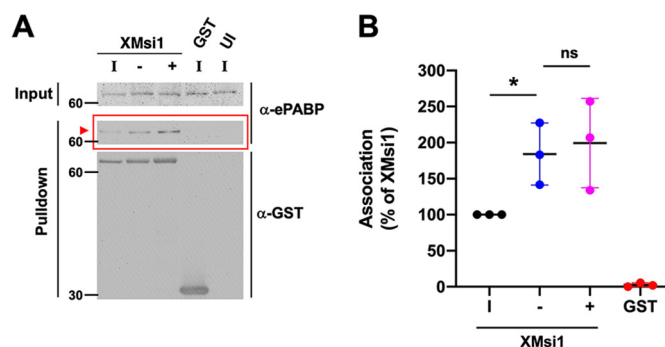 A
XMsi1 GST UI
I - + I I
Input
60
α-ePABP
60
Pulldown
60
α-GST
30
B
Association
(% of XMsi1)
300
250
200
150
100
50
0
*
ns
I - + GST
XMsi1